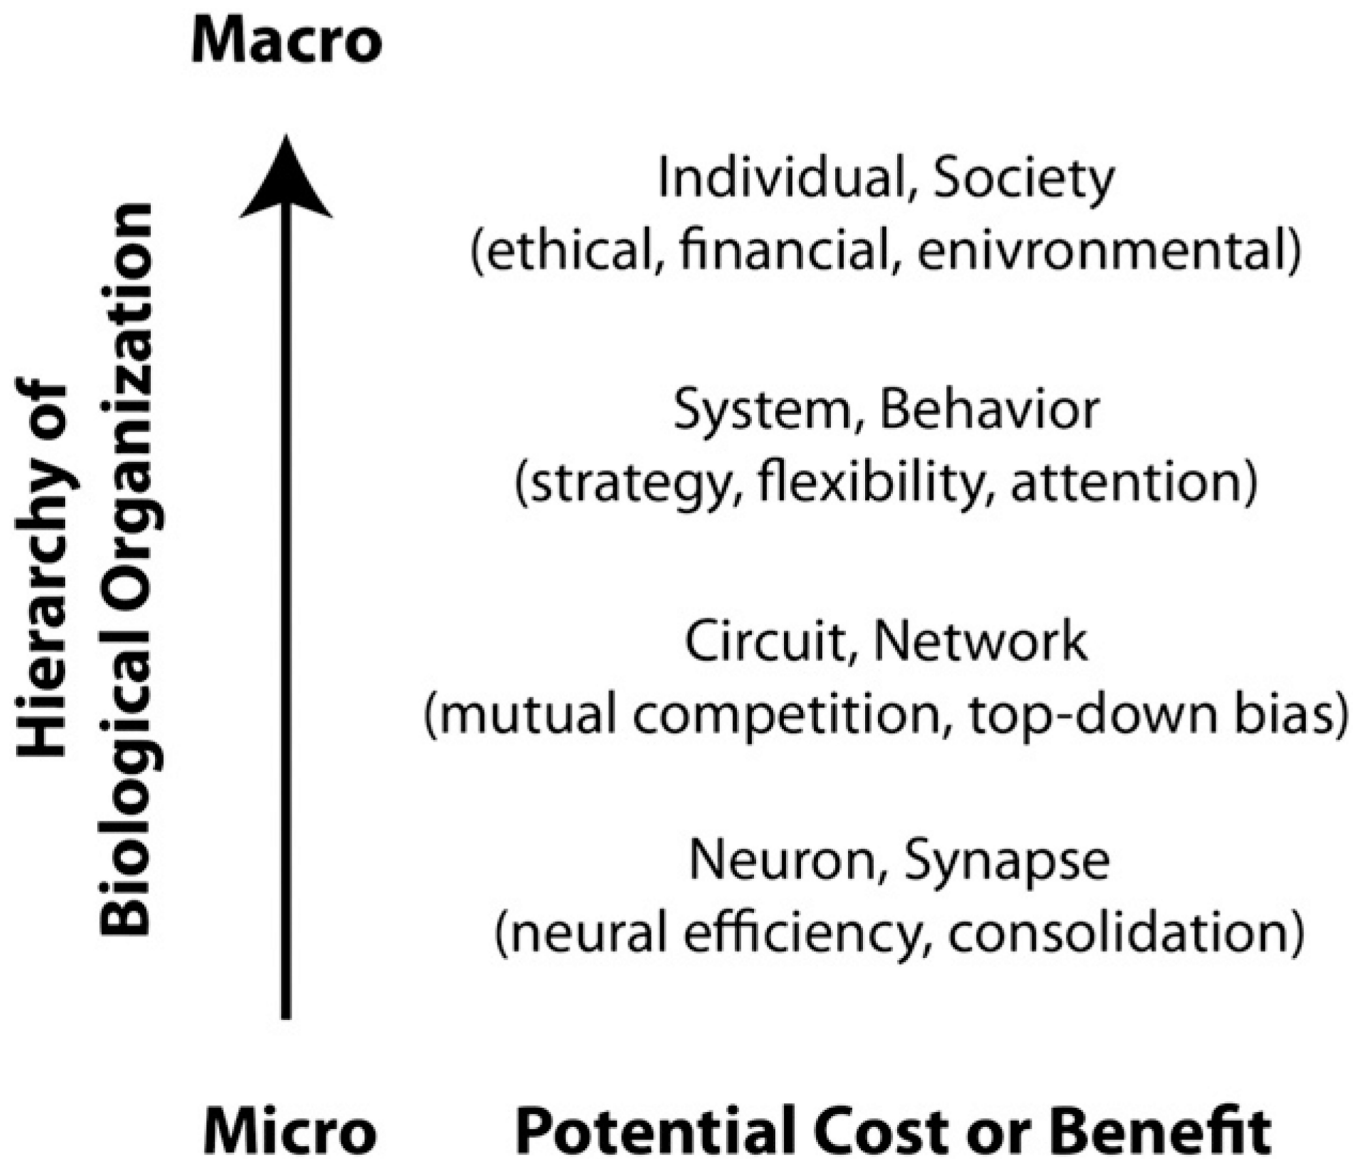 Macro
Hierarchy of
Biological Organization
Individual, Society
(ethical, financial, enivronmental)
System, Behavior
(strategy, flexibility, attention)
Circuit, Network
(mutual competition, top-down bias)
Neuron, Synapse
(neural efficiency, consolidation)
Micro
Potential Cost or Benefit